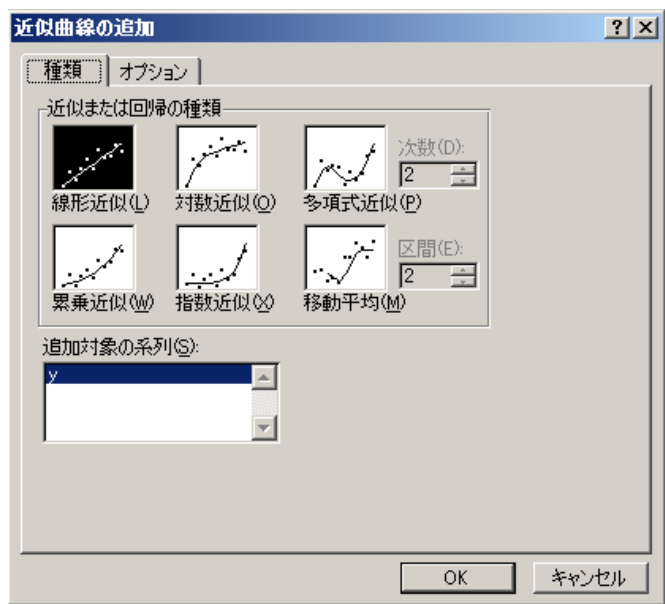 近似曲線の追加
種類 オプション
近似または回帰の種類
次数(D):
2
線形近似(L) 対数近似(O) 多項式近似(P)
区間(E):
2
累乗近似(W) 指数近似(X) 移動平均(M)
追加対象の系列(S):
y
OK キャンセル